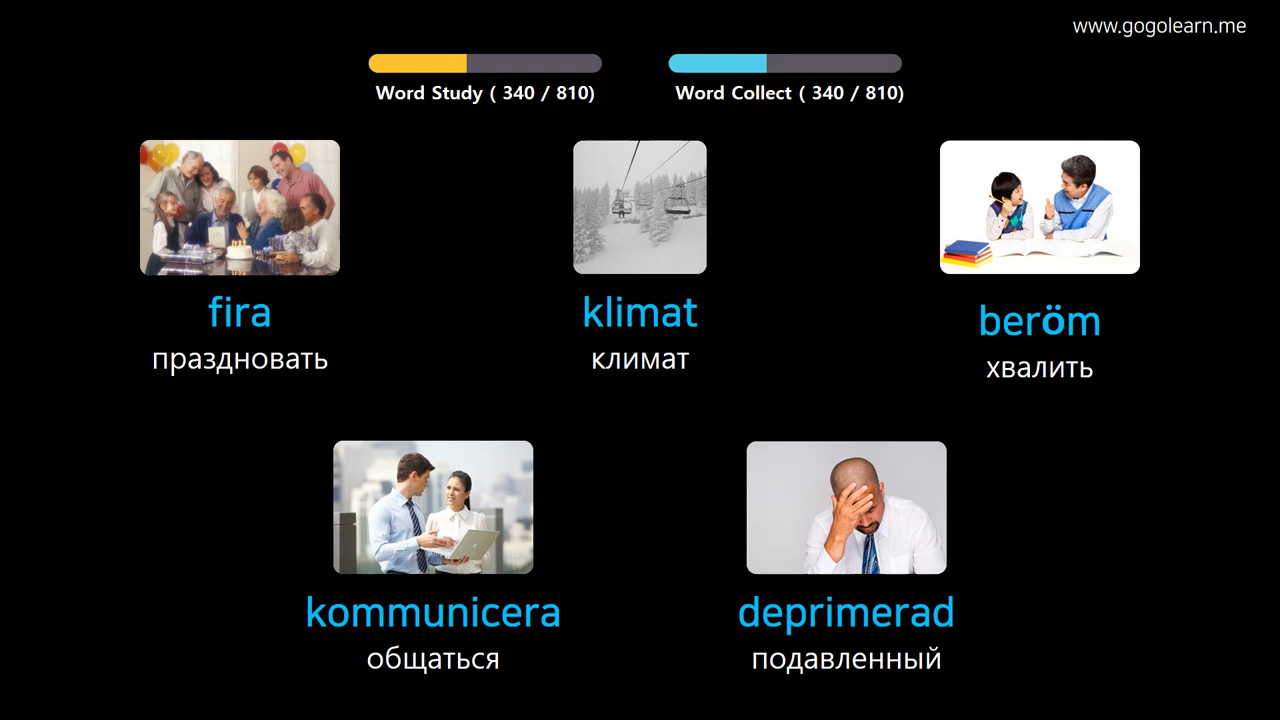 www.gogolearn.me
Word Study ( 340 / 810)
Word Collect ( 340 / 810)
fira
праздновать
klimat
климат
beröm
хвалить
kommunicera
общаться
deprimerad
подавленный